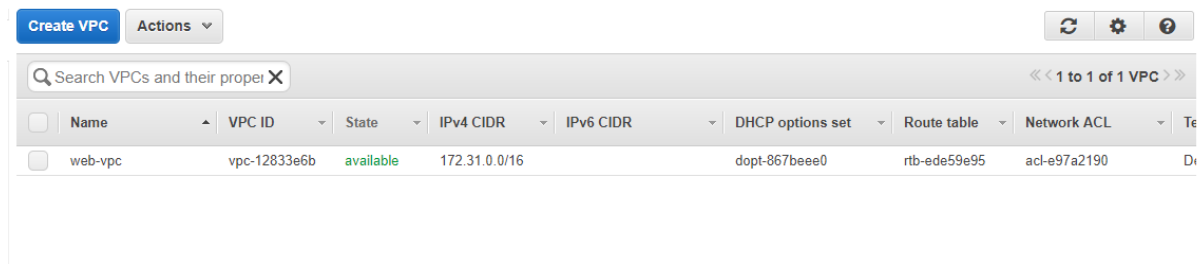 Create VPC Actions
Search VPCs and their proper
1 to 1 of 1 VPC
Name VPC ID State IPv4 CIDR IPv6 CIDR DHCP options set Route table Network ACL Te
web-vpc vpc-12833e6b available 172.31.0.0/16 dopt-867beee0 rtb-ede59e95 acl-e97a2190 De